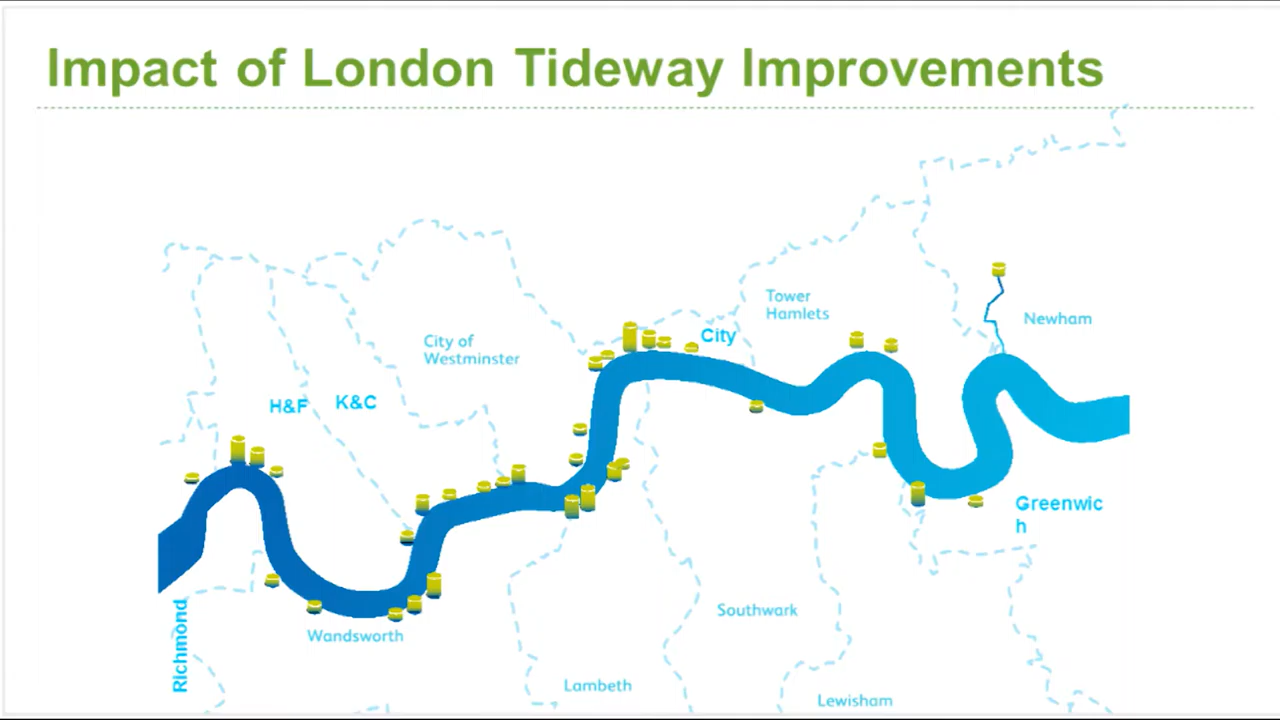 Impact of London Tideway Improvements
Tower
Hamlets
Newham
City
City of
Westminster
H&F
K&C
Greenwic
h
Richmond
Wandsworth
Southwark
Lambeth
Lewisham